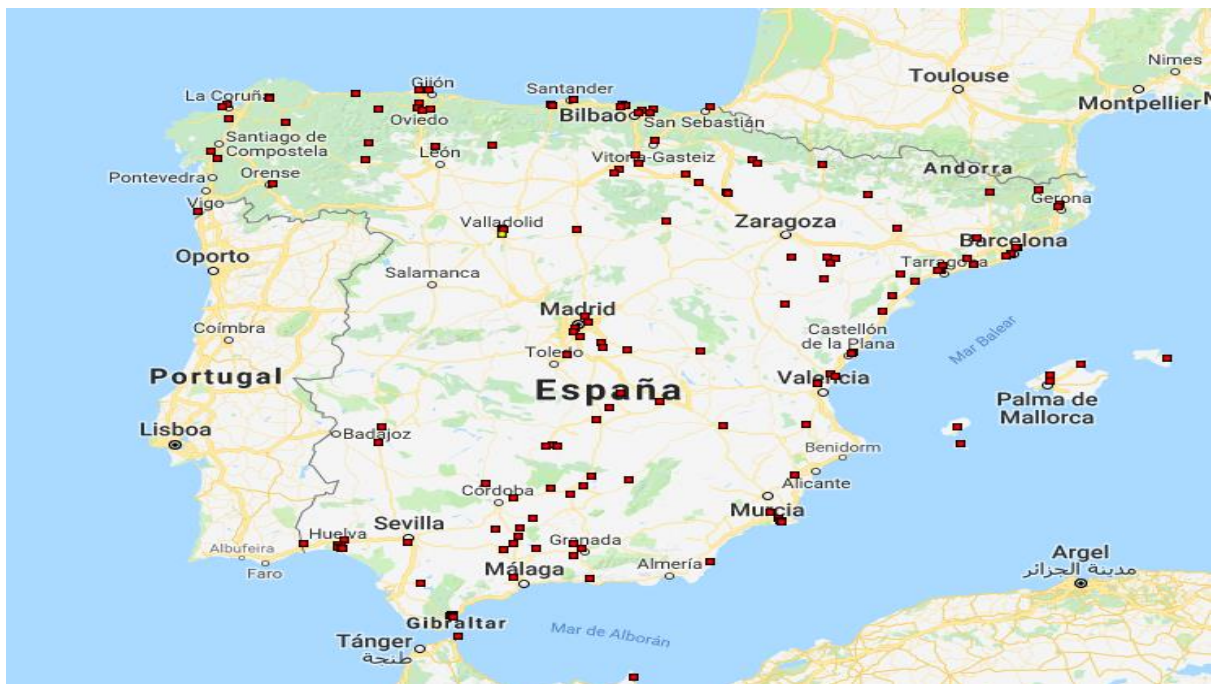 Nimes
Toulouse
Montpellier
M
Gijón
La Coruña
Santander
Oviedo
Bilbao
San Sebastián
Santiago de
Compostela
León
Vitoria-Gasteiz
Andorra
Pontevedra
Orense
Vigo
Gerona
Valladolid
Zaragoza
Barcelona
Oporto
Tarragona
Salamanca
Madrid
Coímbra
Castellón
de la Plana
Mar Balear
Toledo
Portugal
España
Valencia
Palma de
Mallorca
Lisboa
Badajoz
Benidorm
Alicante
Córdoba
Murcia
Sevilla
Huelva
Granada
Albufeira
Faro
Almería
Argel
مدينة الجزائر
Málaga
Gibraltar
Mar de Alborán
Tánger
طنجة